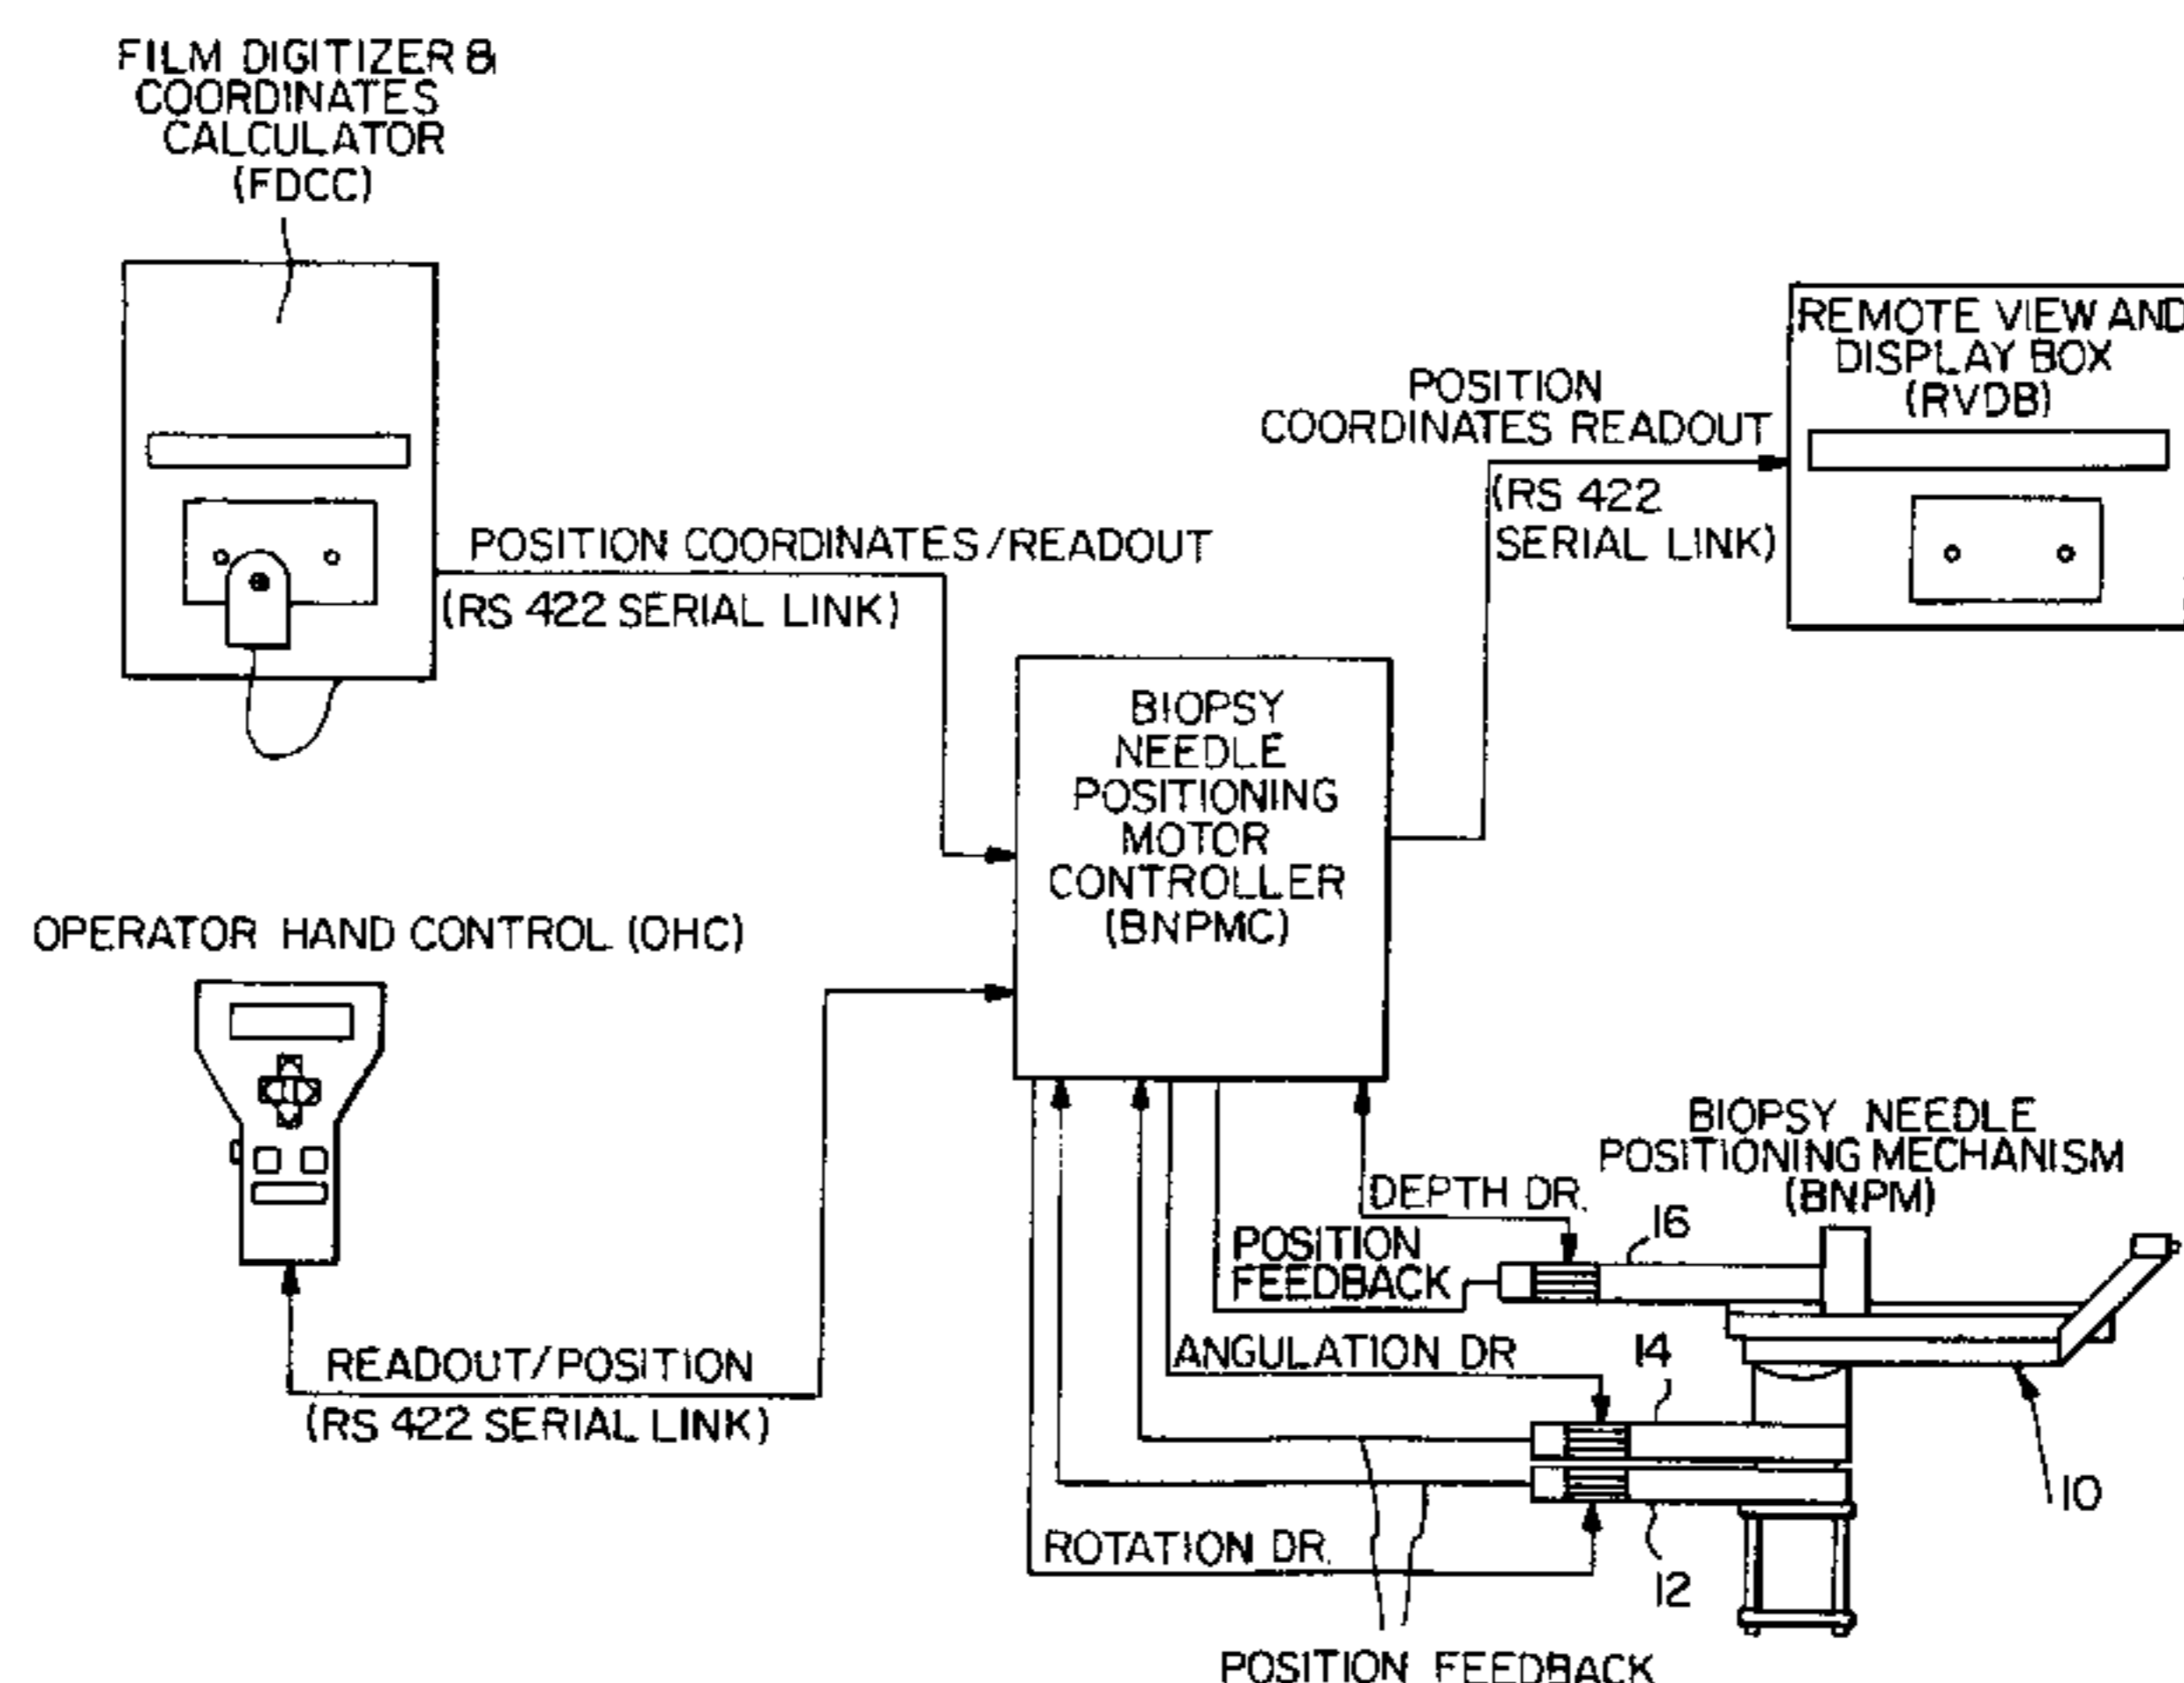 FILM DIGITIZER &
COORDINATES
CALCULATOR
(FDCC)
REMOTE VIEW AND
DISPLAY BOX
(RVDB)
POSITION
COORDINATES READOUT
(RS 422
SERIAL LINK)
POSITION COORDINATES/READOUT
(RS 422 SERIAL LINK)
BIOPSY
NEEDLE
POSITIONING
MOTOR
CONTROLLER
(BNPMC)
OPERATOR HAND CONTROL (OHC)
BIOPSY NEEDLE
POSITIONING MECHANISM
(BNPM)
DEPTH DR.
16
POSITION
FEEDBACK
ANGULATION DR
14
READOUT/POSITION
(RS 422 SERIAL LINK)
10
ROTATION DR.
12
POSITION FEEDBACK